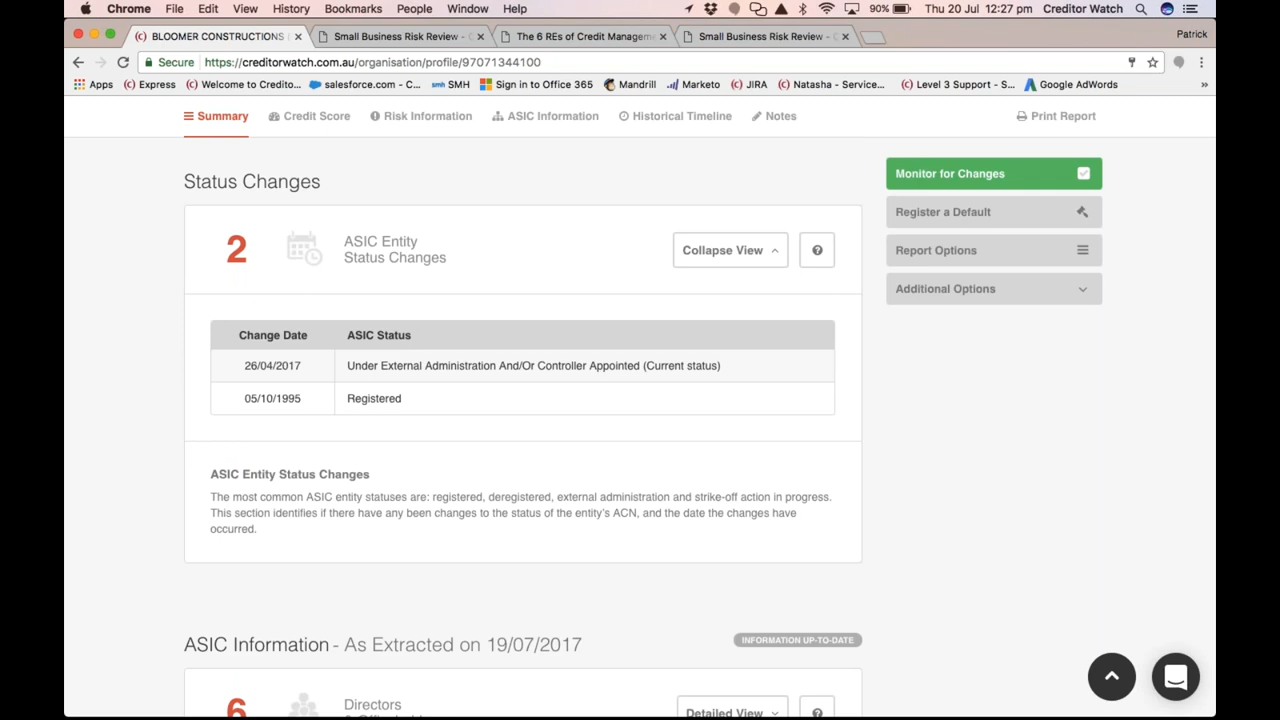 Chrome File Edit View History Bookmarks People Window Help 90% Thu 20 Jul 12:27 pm Creditor Watch
BLOOMER CONSTRUCTIONS Small Business Risk Review - C The 6 REs of Credit Manageme Small Business Risk Review - C Patrick
Secure https://creditorwatch.com.au/organisation/profile/97071344100
Apps Express Welcome to Credito... salesforce.com - C... smh SMH Sign in to Office 365 Mandrill Marketo JIRA Natasha - Service... Level 3 Support - S... Google AdWords »
Summary Credit Score Risk Information ASIC Information Historical Timeline Notes Print Report
Status Changes
Monitor for Changes
Register a Default
Report Options
Additional Options
2 ASIC Entity
Status Changes
Collapse View ?
Change Date ASIC Status
26/04/2017 Under External Administration And/Or Controller Appointed (Current status)
05/10/1995 Registered
ASIC Entity Status Changes
The most common ASIC entity statuses are: registered, deregistered, external administration and strike-off action in progress.
This section identifies if there have any been changes to the status of the entity's ACN, and the date the changes have
occurred.
ASIC Information - As Extracted on 19/07/2017 INFORMATION UP-TO-DATE
6 Directors
Detailed View ?